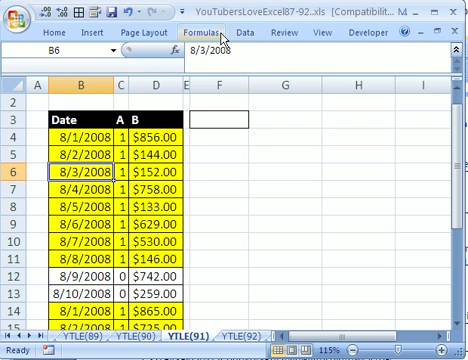 YouTubersLoveExcel87-92..xls [Compatibilit...
Home Insert Page Layout Formulas Data Review View Developer
B6 8/3/2008
A B C D E F G H I
2
3 Date A B
4 8/1/2008 1 $856.00
5 8/2/2008 1 $144.00
6 8/3/2008 1 $152.00
7 8/4/2008 1 $758.00
8 8/5/2008 1 $133.00
9 8/6/2008 1 $629.00
10 8/7/2008 1 $530.00
11 8/8/2008 1 $146.00
12 8/9/2008 0 $742.00
13 8/10/2008 0 $259.00
14 8/11/2008 1 $865.00
15 8/12/2008 1 $725.00
YTLE(89) YTLE(90) YTLE(91) YTLE(92)
Ready 115%